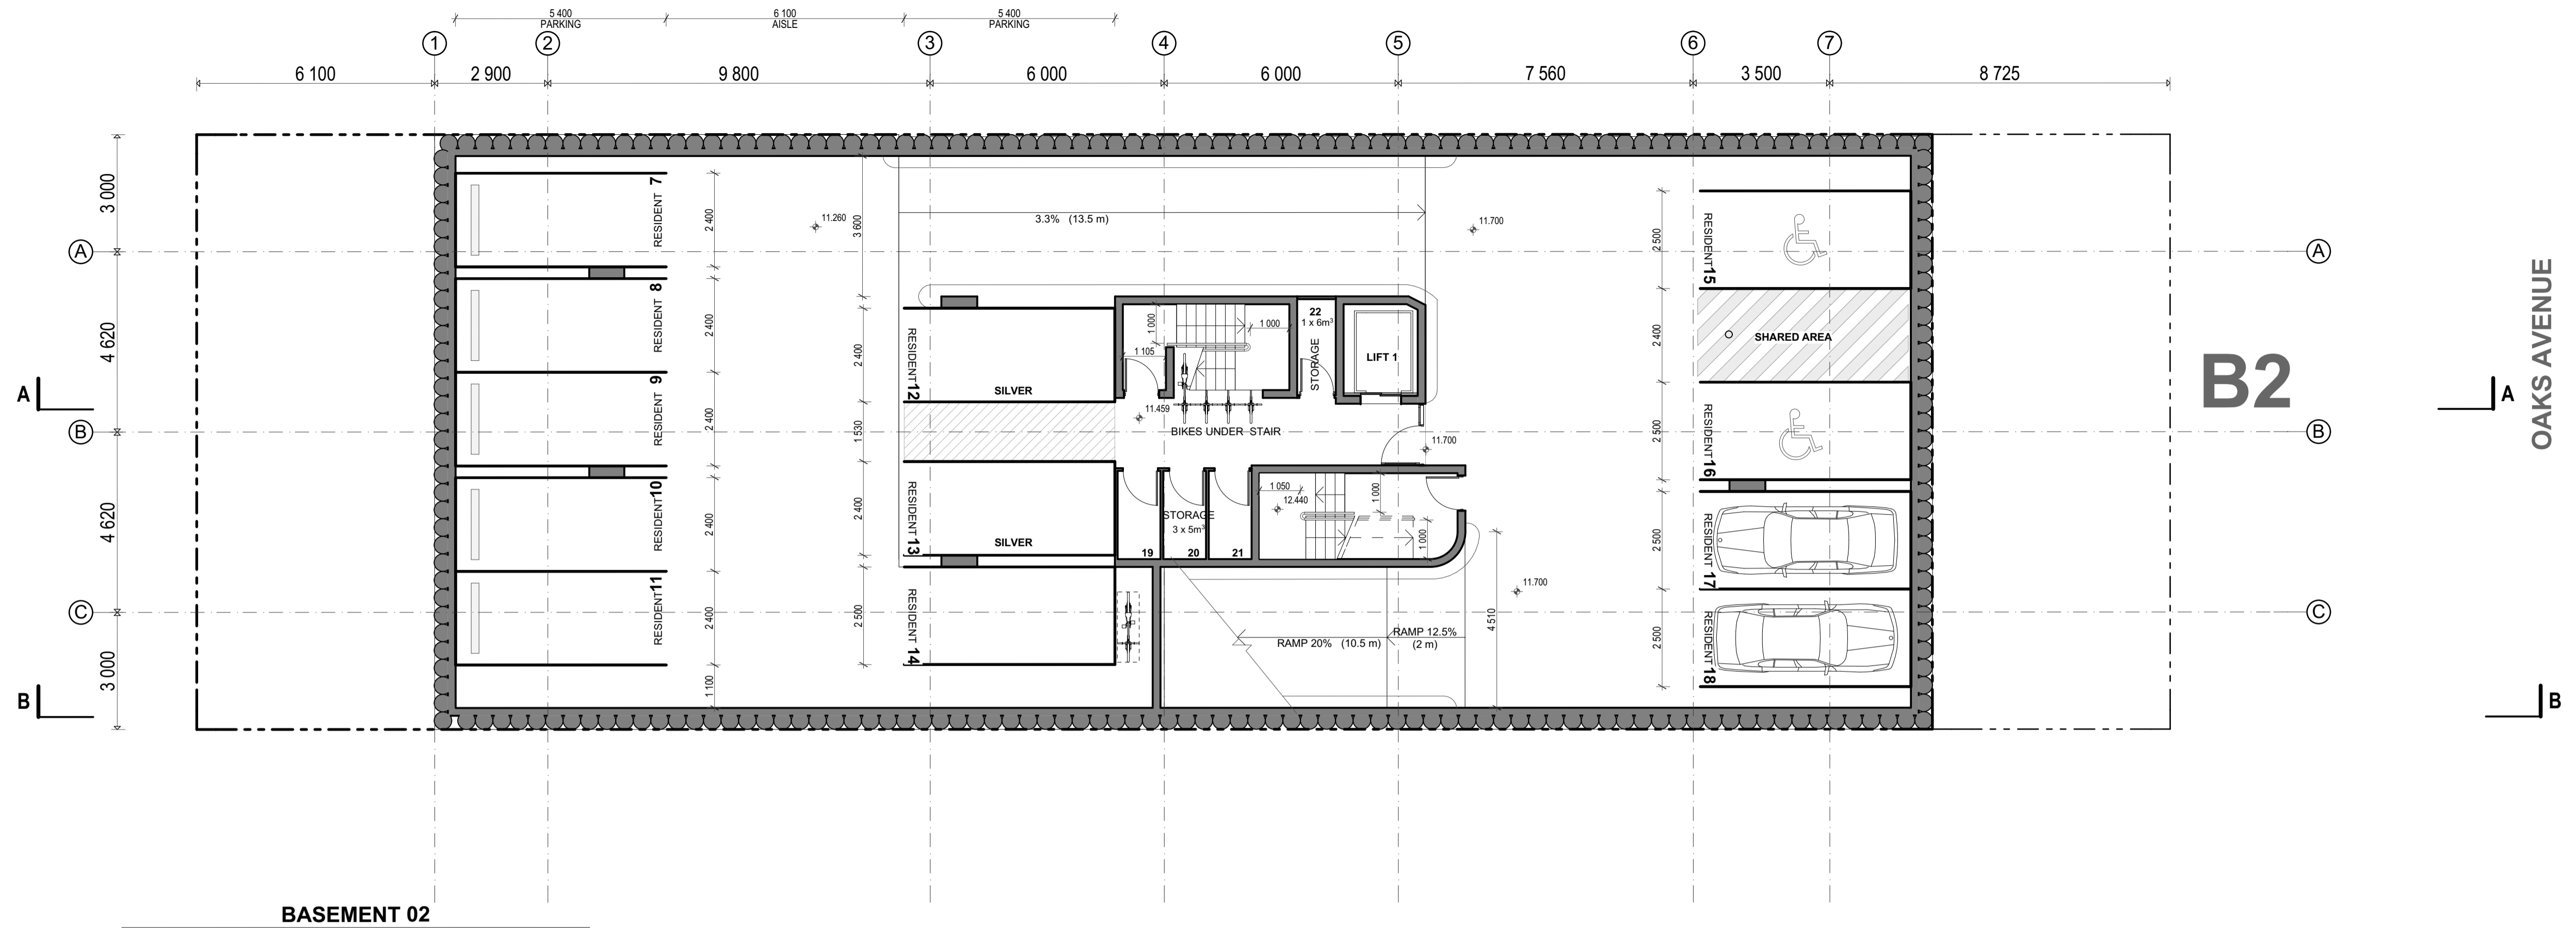 5 400
PARKING
6 100
AISLE
5 400
PARKING
1
2
3
4
5
6
7
6 100
2 900
9 800
6 000
6 000
7 560
3 500
8 725
3 000
4 620
4 620
3 000
A
B
C
A
B
A
B
C
A
B
B2
OAKS AVENUE
RESIDENT 7
RESIDENT 8
RESIDENT 9
RESIDENT 10
RESIDENT 11
2 400
2 400
2 400
2 400
2 400
1 100
11.260
3 600
2 400
1 530
2 400
2 500
3.3% (13.5 m)
11.700
RESIDENT 12
SILVER
RESIDENT 13
SILVER
RESIDENT 14
1 000
1 000
1 105
22
1 x 6m³
STORAGE
LIFT 1
11.459
BIKES UNDER STAIR
11.700
STORAGE
3 x 5m³
19
20
21
1 050
12.440
1 000
1 000
11.700
4 510
RAMP 20% (10.5 m)
RAMP 12.5%
(2 m)
2 500
2 400
2 500
2 500
2 500
RESIDENT 15
SHARED AREA
RESIDENT 16
RESIDENT 17
RESIDENT 18
BASEMENT 02